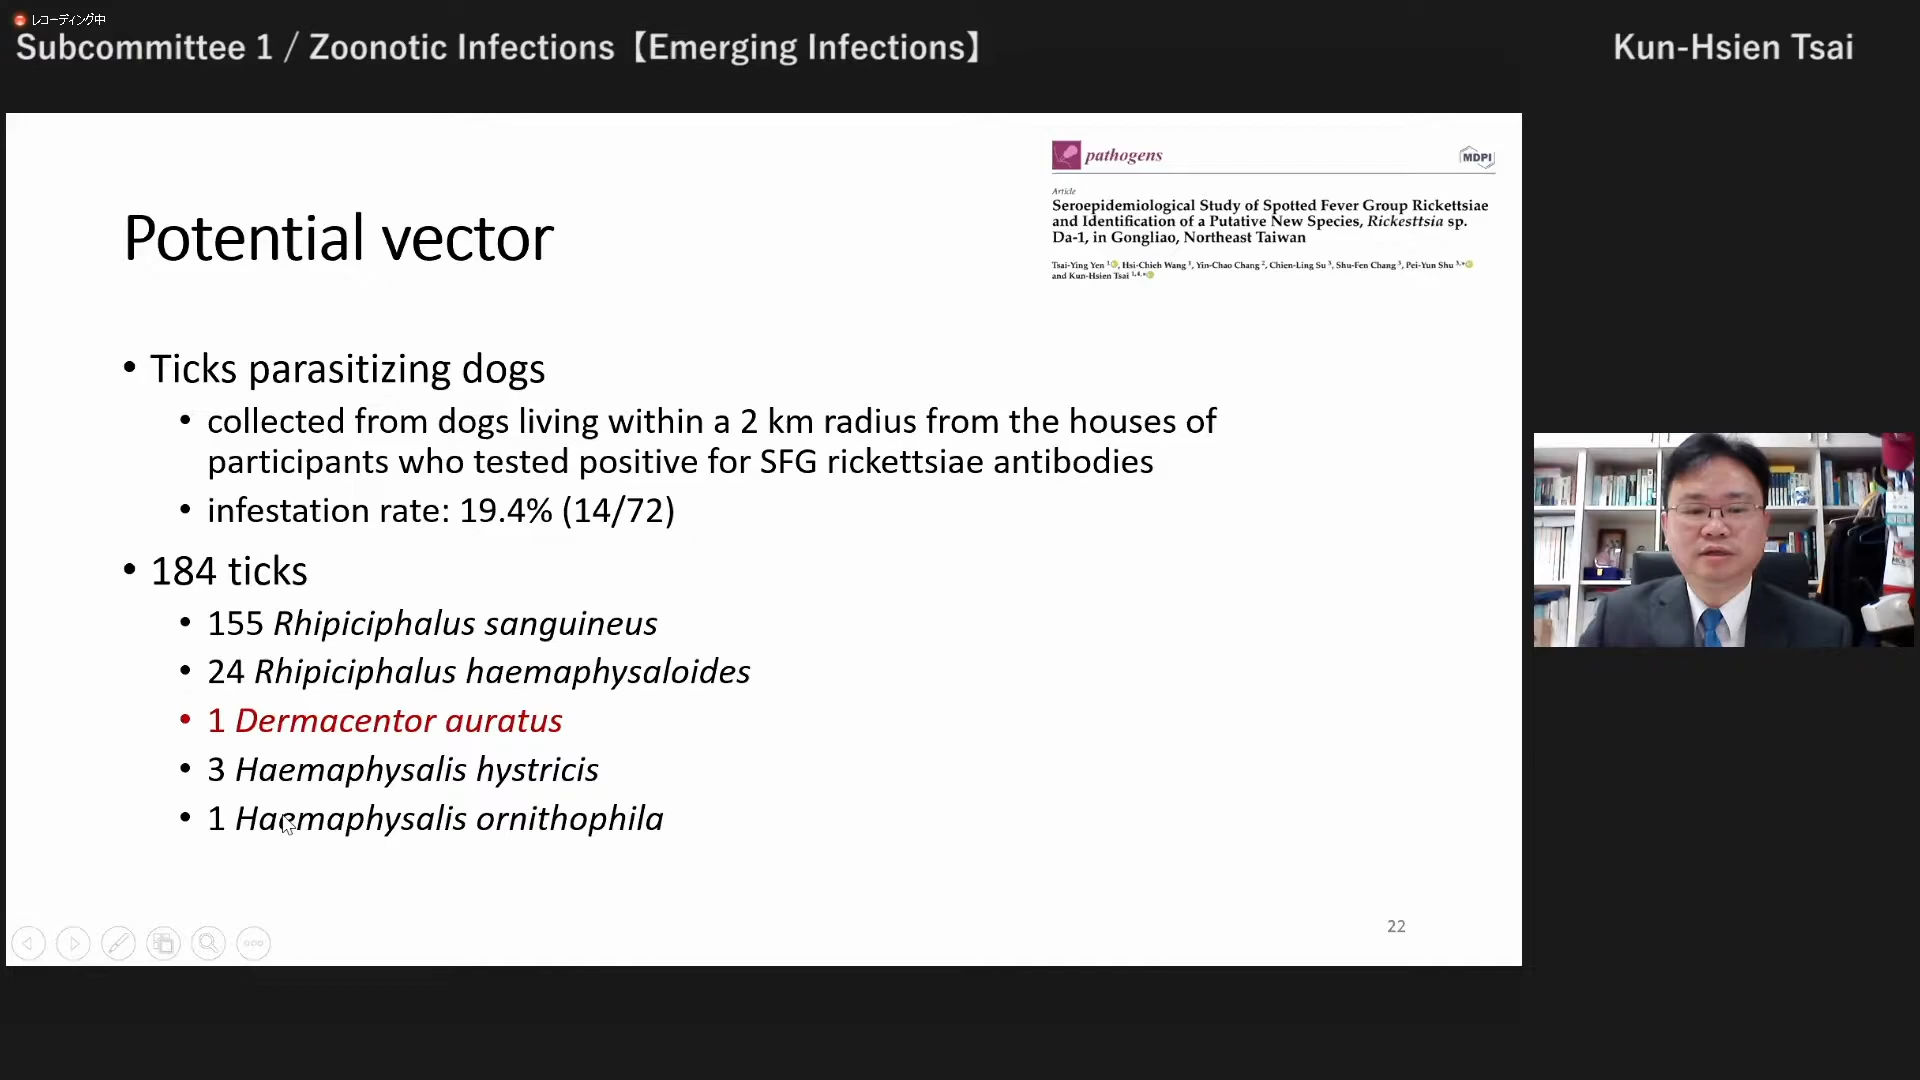 レコーディング中
Subcommittee 1 / Zoonotic Infections【Emerging Infections】
Kun-Hsien Tsai
pathogens
MDPI
Article
Seroepidemiological Study of Spotted Fever Group Rickettsiae
and Identification of a Putative New Species, Rickesttsia sp.
Da-1, in Gongliao, Northeast Taiwan
Tsai-Ying Yen 1, Hsi-Chieh Wang 1, Yin-Chao Chang 2, Chien-Ling Su 3, Shu-Fen Chang 3, Pei-Yun Shu 3,*
and Kun-Hsien Tsai 1,4,*
Potential vector
• Ticks parasitizing dogs
• collected from dogs living within a 2 km radius from the houses of
participants who tested positive for SFG rickettsiae antibodies
• infestation rate: 19.4% (14/72)
• 184 ticks
• 155 Rhipiciphalus sanguineus
• 24 Rhipiciphalus haemaphysaloides
• 1 Dermacentor auratus
• 3 Haemaphysalis hystricis
• 1 Haemaphysalis ornithophila
22